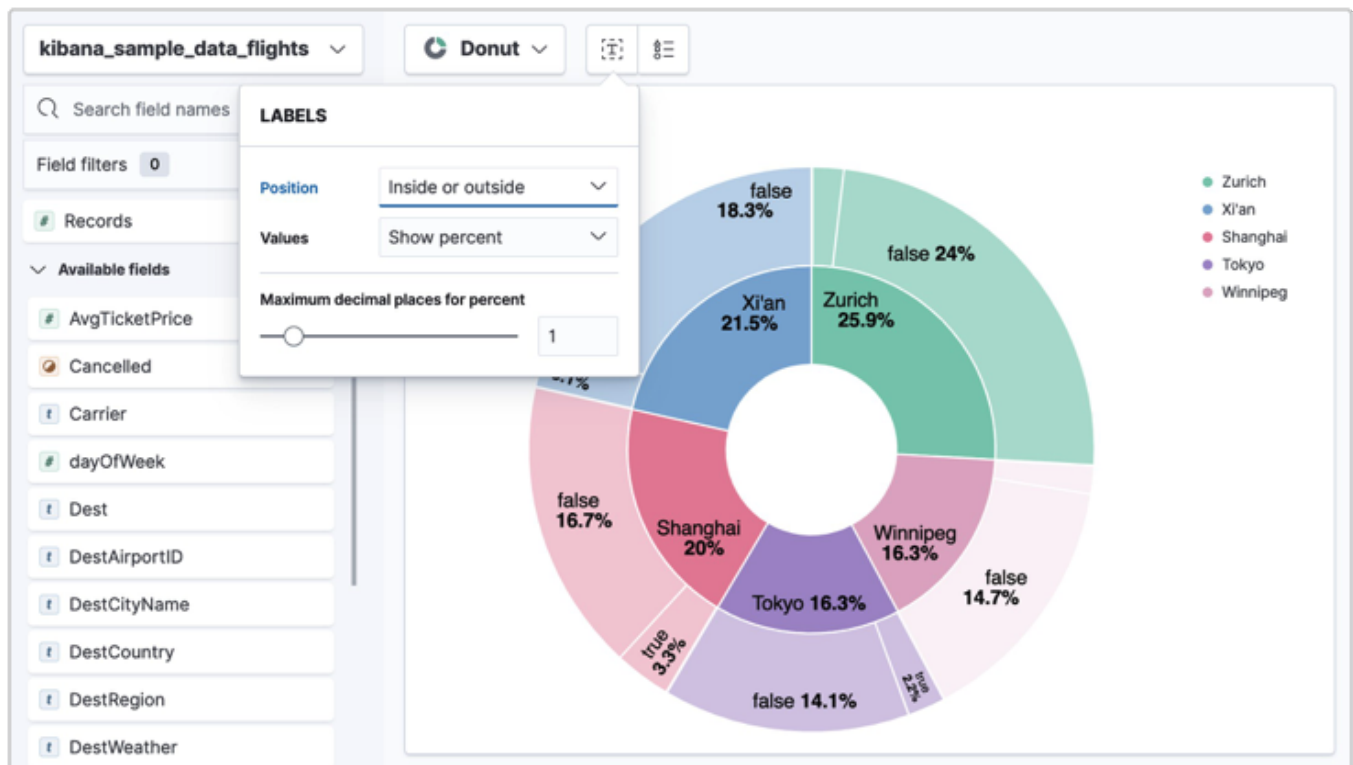 kibana_sample_data_flights
Donut
Search field names
Field filters 0
Records
Available fields
AvgTicketPrice
Cancelled
Carrier
dayOfWeek
Dest
DestAirportID
DestCityName
DestCountry
DestRegion
DestWeather
LABELS
Position
Inside or outside
Values
Show percent
Maximum decimal places for percent
1
false
18.3%
false 24%
Xi'an
21.5%
Zurich
25.9%
false
16.7%
Shanghai
20%
Winnipeg
16.3%
false
14.7%
Tokyo 16.3%
true
3.3%
true
2.2%
false 14.1%
Zurich
Xi'an
Shanghai
Tokyo
Winnipeg